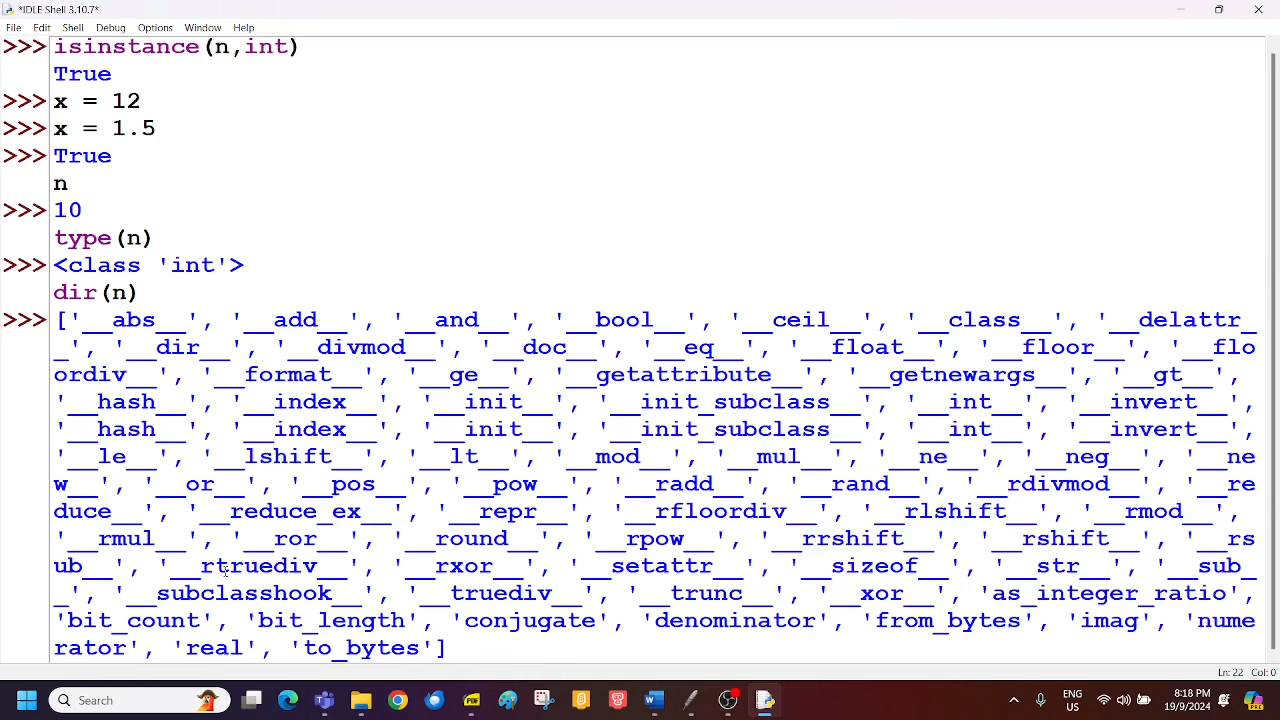 *IDLE Shell 3.10.7*
File Edit Shell Debug Options Window Help
>>> isinstance(n,int)
True
>>> x = 12
>>> x = 1.5
>>> True
n
>>> 10
type(n)
>>> <class 'int'>
dir(n)
>>> ['__abs__', '__add__', '__and__', '__bool__', '__ceil__', '__class__', '__delattr_
_', '__dir__', '__divmod__', '__doc__', '__eq__', '__float__', '__floor__', '__flo
ordiv__', '__format__', '__ge__', '__getattribute__', '__getnewargs__', '__gt__',
'__hash__', '__index__', '__init__', '__init_subclass__', '__int__', '__invert__',
'__hash__', '__index__', '__init__', '__init_subclass__', '__int__', '__invert__',
'__le__', '__lshift__', '__lt__', '__mod__', '__mul__', '__ne__', '__neg__', '__ne
w__', '__or__', '__pos__', '__pow__', '__radd__', '__rand__', '__rdivmod__', '__re
duce__', '__reduce_ex__', '__repr__', '__rfloordiv__', '__rlshift__', '__rmod__',
'__rmul__', '__ror__', '__round__', '__rpow__', '__rrshift__', '__rshift__', '__rs
ub__', '__rtruediv__', '__rxor__', '__setattr__', '__sizeof__', '__str__', '__sub_
_', '__subclasshook__', '__truediv__', '__trunc__', '__xor__', 'as_integer_ratio',
'bit_count', 'bit_length', 'conjugate', 'denominator', 'from_bytes', 'imag', 'nume
rator', 'real', 'to_bytes']
Ln: 22 Col: 0
Search
ENG
US
8:18 PM
19/9/2024